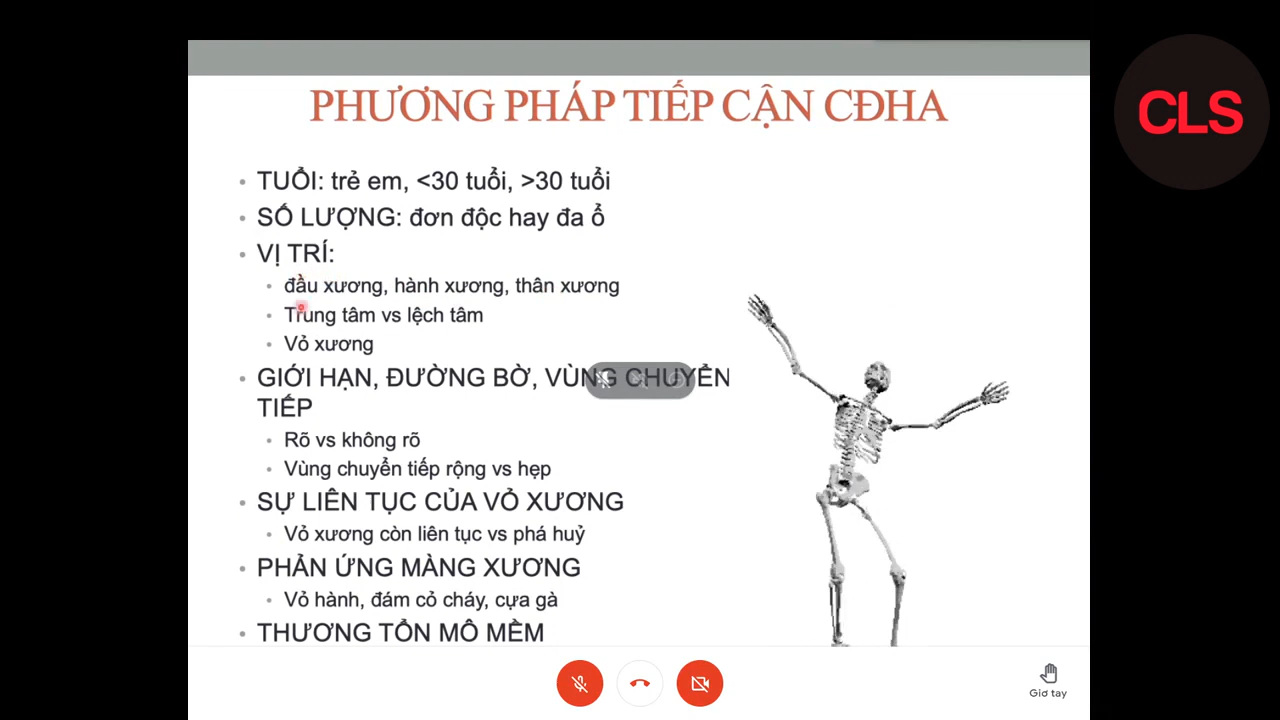 PHƯƠNG PHÁP TIẾP CẬN CĐHA
CLS
TUỔI: trẻ em, <30 tuổi, >30 tuổi
SỐ LƯỢNG: đơn độc hay đa ổ
VỊ TRÍ:
đầu xương, hành xương, thân xương
Trung tâm vs lệch tâm
Vỏ xương
GIỚI HẠN, ĐƯỜNG BỜ, VÙNG CHUYỂN
TIẾP
Rõ vs không rõ
Vùng chuyển tiếp rộng vs hẹp
SỰ LIÊN TỤC CỦA VỎ XƯƠNG
Vỏ xương còn liên tục vs phá huỷ
PHẢN ỨNG MÀNG XƯƠNG
Vỏ hành, đám cỏ cháy, cựa gà
THƯƠNG TỔN MÔ MỀM
Giơ tay